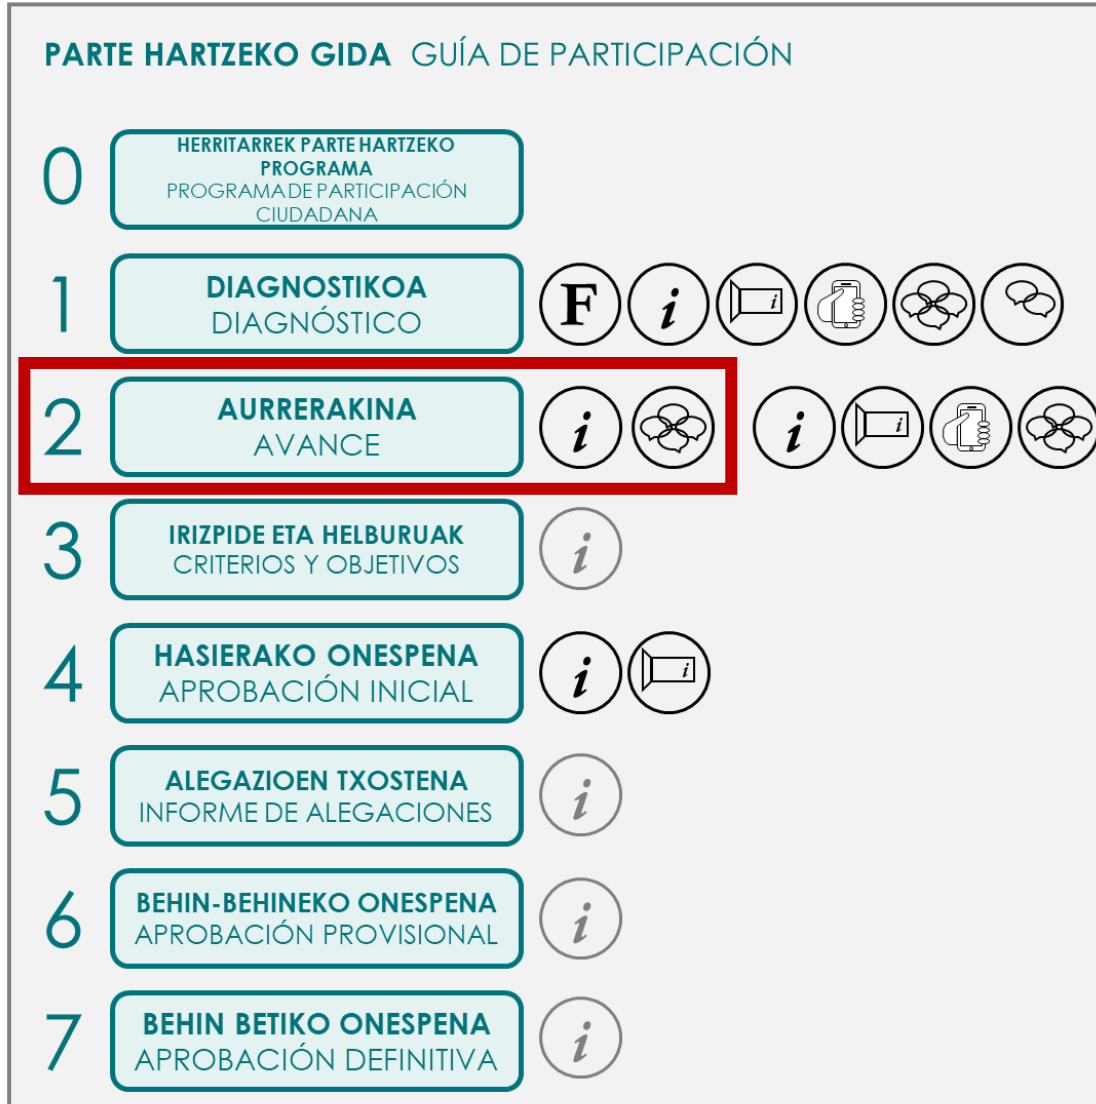 PARTE HARTZEKO GIDA GUÍA DE PARTICIPACIÓN
0
HERRITARREK PARTE HARTZEKO
PROGRAMA
PROGRAMA DE PARTICIPACIÓN
CIUDADANA
1
DIAGNOSTIKOA
DIAGNÓSTICO
F i i
2
AURRERAKINA
AVANCE
i i i
3
IRIZPIDE ETA HELBURUAK
CRITERIOS Y OBJETIVOS
i
4
HASIERAKO ONESPENA
APROBACIÓN INICIAL
i i
5
ALEGAZIOEN TXOSTENA
INFORME DE ALEGACIONES
i
6
BEHIN-BEHINEKO ONESPENA
APROBACIÓN PROVISIONAL
i
7
BEHIN BETIKO ONESPENA
APROBACIÓN DEFINITIVA
i